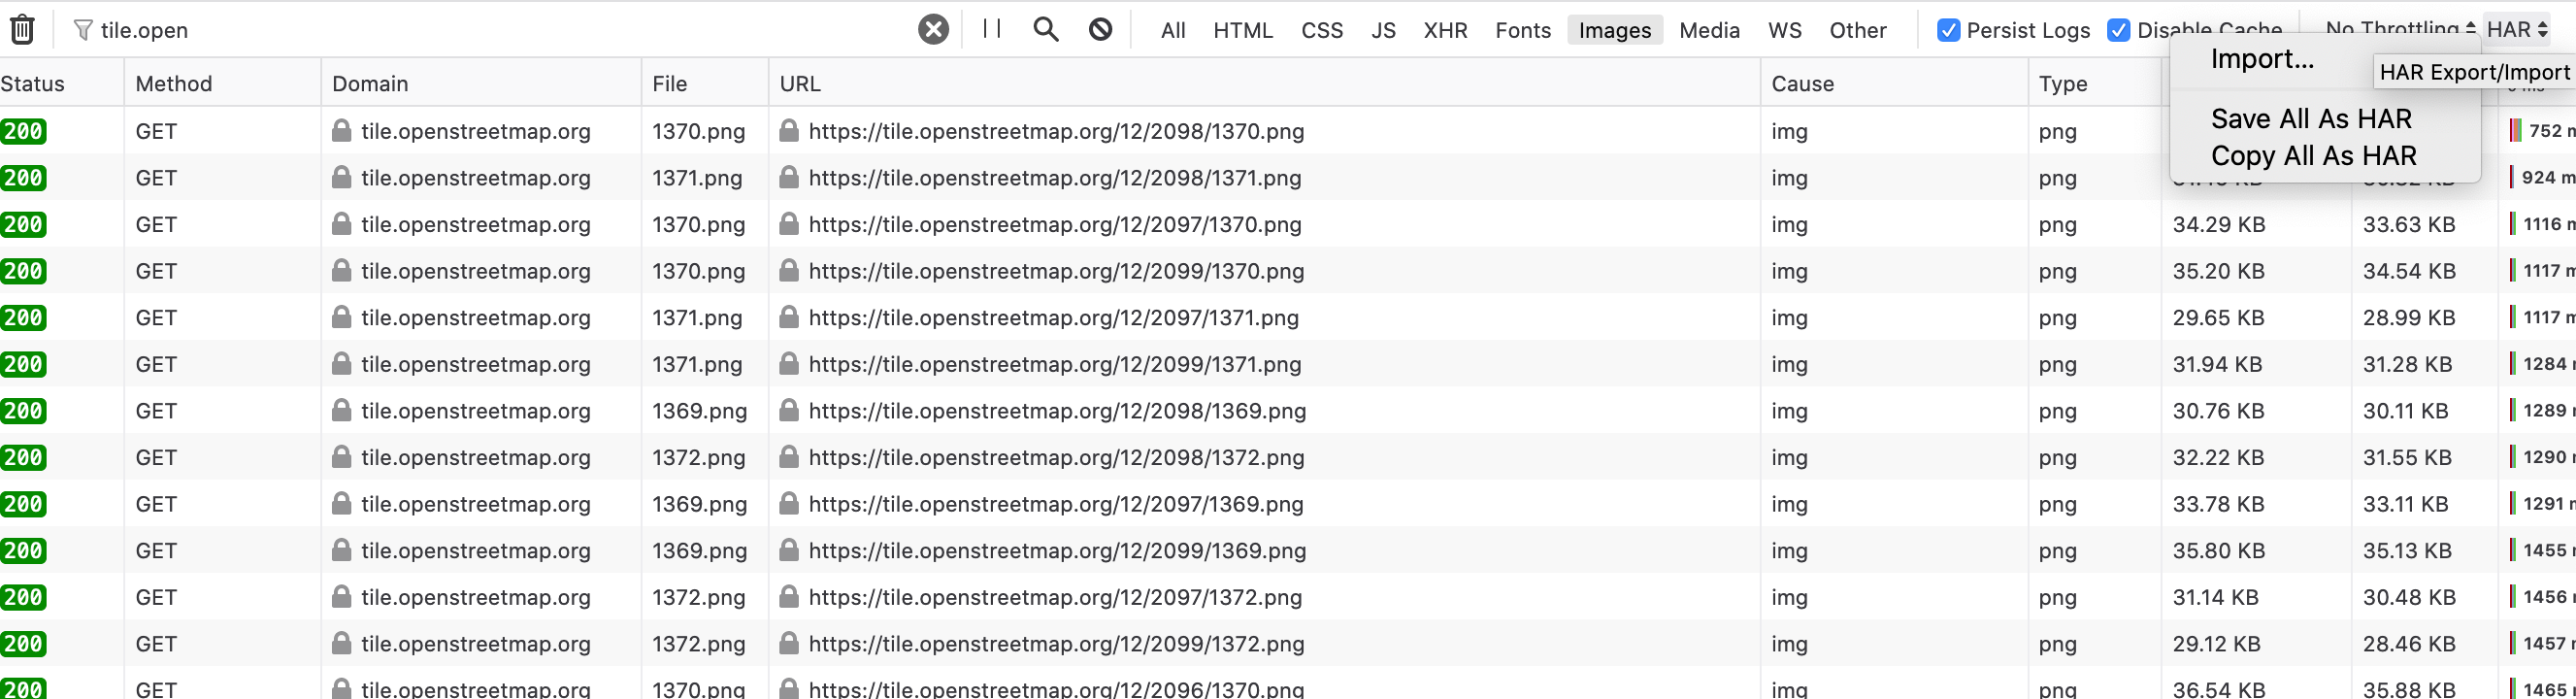 tile.open All HTML CSS JS XHR Fonts Images Media WS Other Persist Logs Disable Cache No Throttling HAR
Import...
HAR Export/Import
Save All As HAR
Copy All As HAR
Status Method Domain File URL Cause Type
200 GET tile.openstreetmap.org 1370.png https://tile.openstreetmap.org/12/2098/1370.png img png 752 m
200 GET tile.openstreetmap.org 1371.png https://tile.openstreetmap.org/12/2098/1371.png img png 924 m
200 GET tile.openstreetmap.org 1370.png https://tile.openstreetmap.org/12/2097/1370.png img png 34.29 KB 33.63 KB 1116 m
200 GET tile.openstreetmap.org 1370.png https://tile.openstreetmap.org/12/2099/1370.png img png 35.20 KB 34.54 KB 1117 m
200 GET tile.openstreetmap.org 1371.png https://tile.openstreetmap.org/12/2097/1371.png img png 29.65 KB 28.99 KB 1117 m
200 GET tile.openstreetmap.org 1371.png https://tile.openstreetmap.org/12/2099/1371.png img png 31.94 KB 31.28 KB 1284
200 GET tile.openstreetmap.org 1369.png https://tile.openstreetmap.org/12/2098/1369.png img png 30.76 KB 30.11 KB 1289
200 GET tile.openstreetmap.org 1372.png https://tile.openstreetmap.org/12/2098/1372.png img png 32.22 KB 31.55 KB 1290
200 GET tile.openstreetmap.org 1369.png https://tile.openstreetmap.org/12/2097/1369.png img png 33.78 KB 33.11 KB 1291
200 GET tile.openstreetmap.org 1369.png https://tile.openstreetmap.org/12/2099/1369.png img png 35.80 KB 35.13 KB 1455
200 GET tile.openstreetmap.org 1372.png https://tile.openstreetmap.org/12/2097/1372.png img png 31.14 KB 30.48 KB 1456
200 GET tile.openstreetmap.org 1372.png https://tile.openstreetmap.org/12/2099/1372.png img png 29.12 KB 28.46 KB 1457
200 GET tile.openstreetmap.org 1370.png https://tile.openstreetmap.org/12/2096/1370.png img png 36.54 KB 35.88 KB 1465